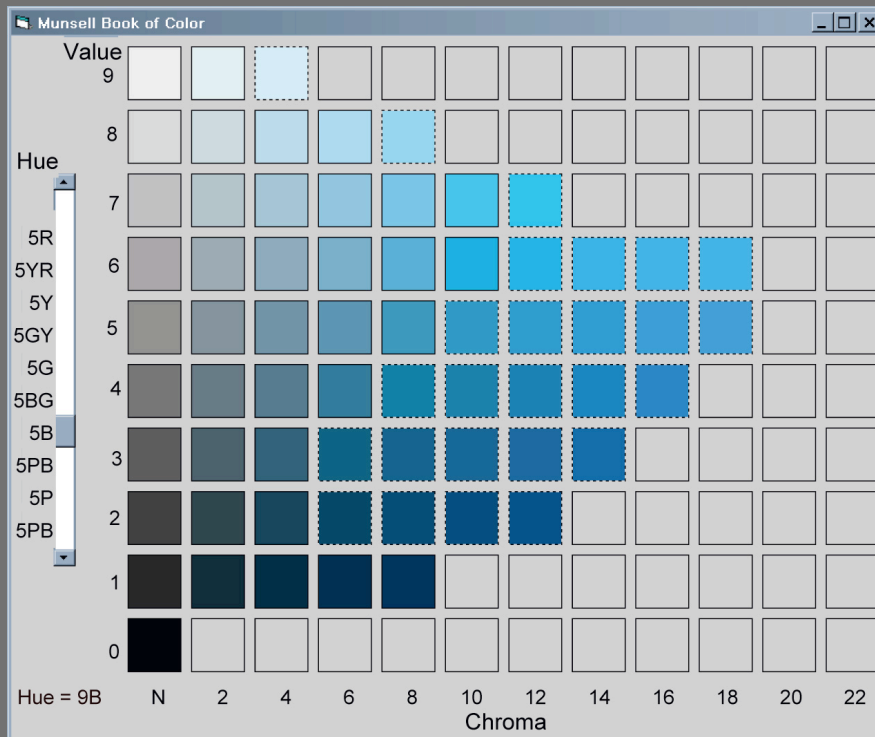 Munsell Book of Color
Value
9
8
Hue
7
5R
5YR
6
5Y
5GY
5
5G
5BG
4
5B
5PB
3
5P
5PB
2
1
0
Hue = 9B
N 2 4 6 8 10 12 14 16 18 20 22
Chroma